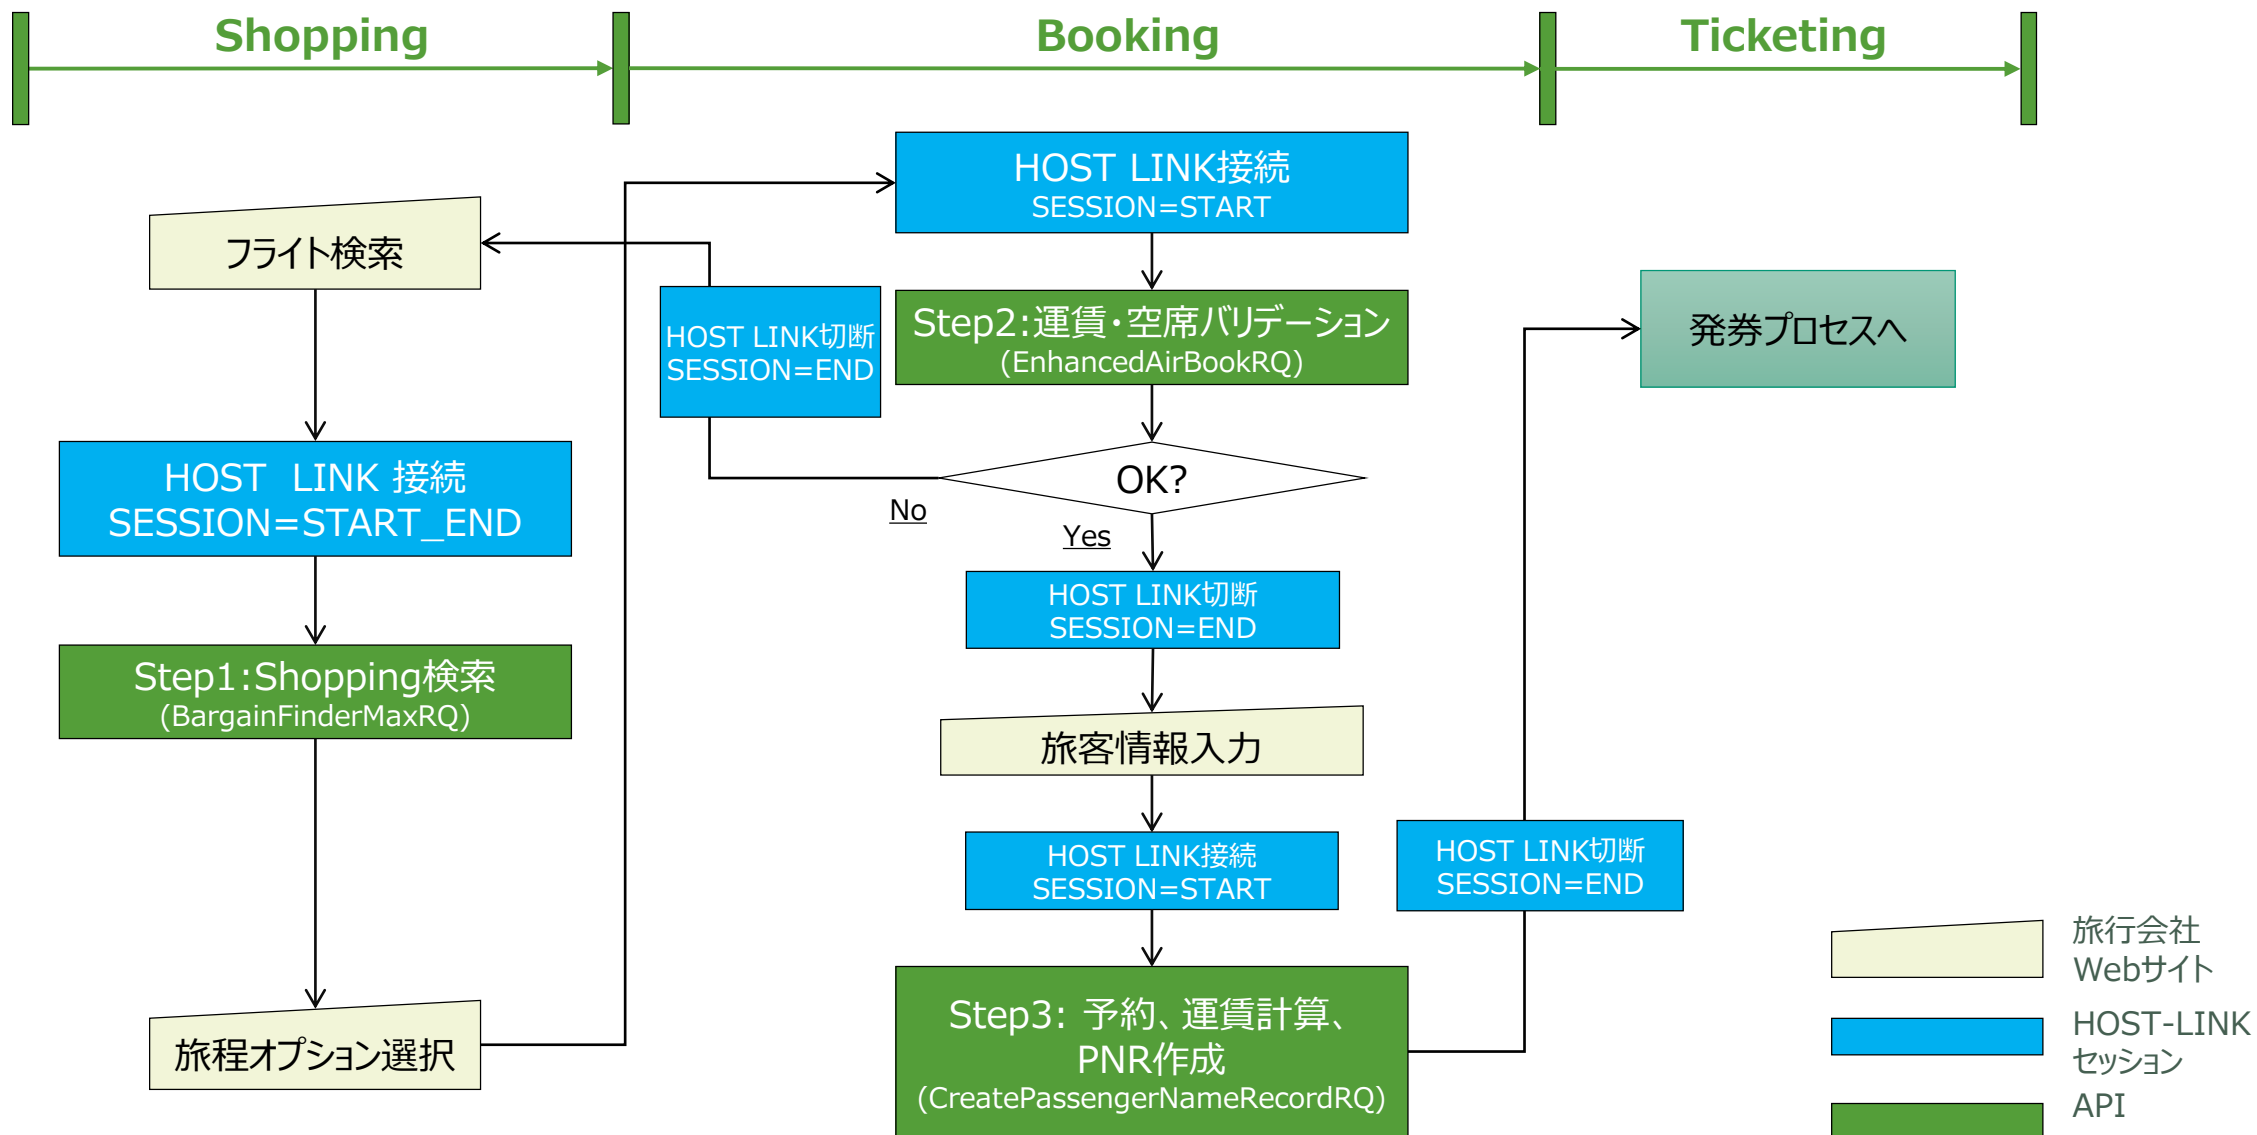 Shopping
Booking
Ticketing
フライト検索
HOST LINK 接続
SESSION=START_END
Step1:Shopping検索
(BargainFinderMaxRQ)
旅程オプション選択
HOST LINK接続
SESSION=START
HOST LINK切断
SESSION=END
Step2:運賃・空席バリデーション
(EnhancedAirBookRQ)
OK?
No
Yes
HOST LINK切断
SESSION=END
旅客情報入力
HOST LINK接続
SESSION=START
Step3: 予約、運賃計算、
PNR作成
(CreatePassengerNameRecordRQ)
HOST LINK切断
SESSION=END
発券プロセスへ
旅行会社
Webサイト
HOST-LINK
セッション
API